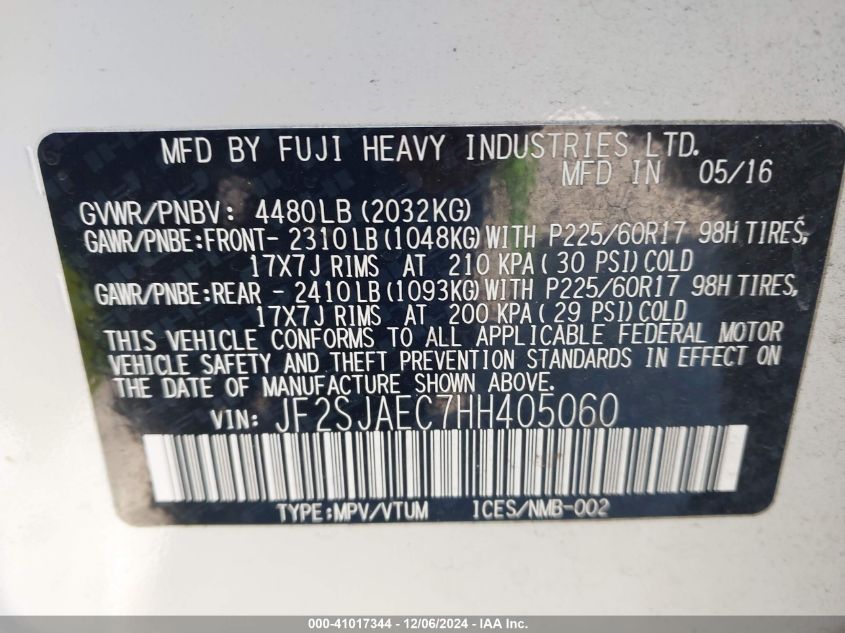 MFD BY FUJI HEAVY INDUSTRIES LTD.
MFD IN 05/16
GVWR/PNBV: 4480LB(2032KG)
GAWR/PNBE:FRONT- 2310LB(1048KG)WITH P225/60R17 98H TIRES,
17X7J RIMS AT 210 KPA(30 PSI)COLD
GAWR/PNBE:REAR - 2410LB(1093KG)WITH P225/60R17 98H TIRES,
17X7J RIMS AT 200 KPA(29 PSI)COLD
THIS VEHICLE CONFORMS TO ALL APPLICABLE FEDERAL MOTOR
VEHICLE SAFETY AND THEFT PREVENTION STANDARDS IN EFFECT ON
THE DATE OF MANUFACTURE SHOWN ABOVE.
VIN: JF2SJAEC7HH405060
TYPE:MPV/VTUM ICES/NMB-002
000-41017344 - 12/06/2024 - IAA Inc.